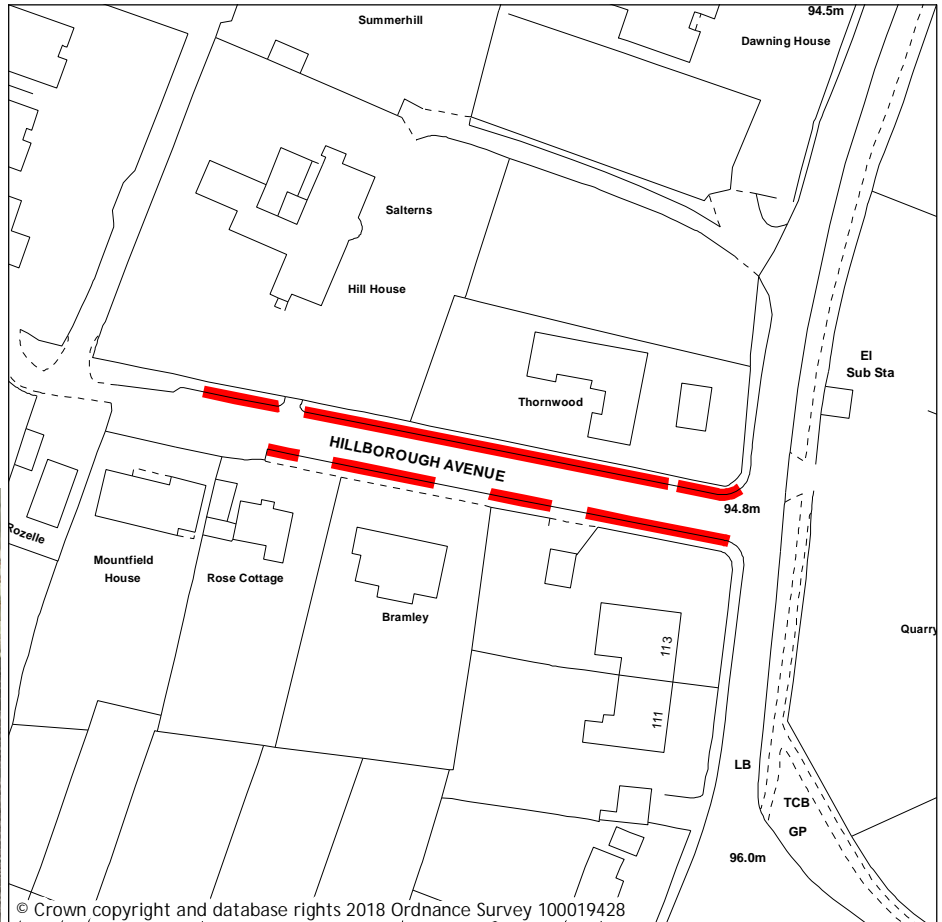 Summerhill
94.5m
Dawning House
Salterns
Hill House
El
Sub Sta
Thornwood
HILLBOROUGH AVENUE
94.8m
Rozelle
Mountfield
House
Rose Cottage
Bramley
113
Quarry
111
LB
TCB
GP
96.0m
© Crown copyright and database rights 2018 Ordnance Survey 100019428